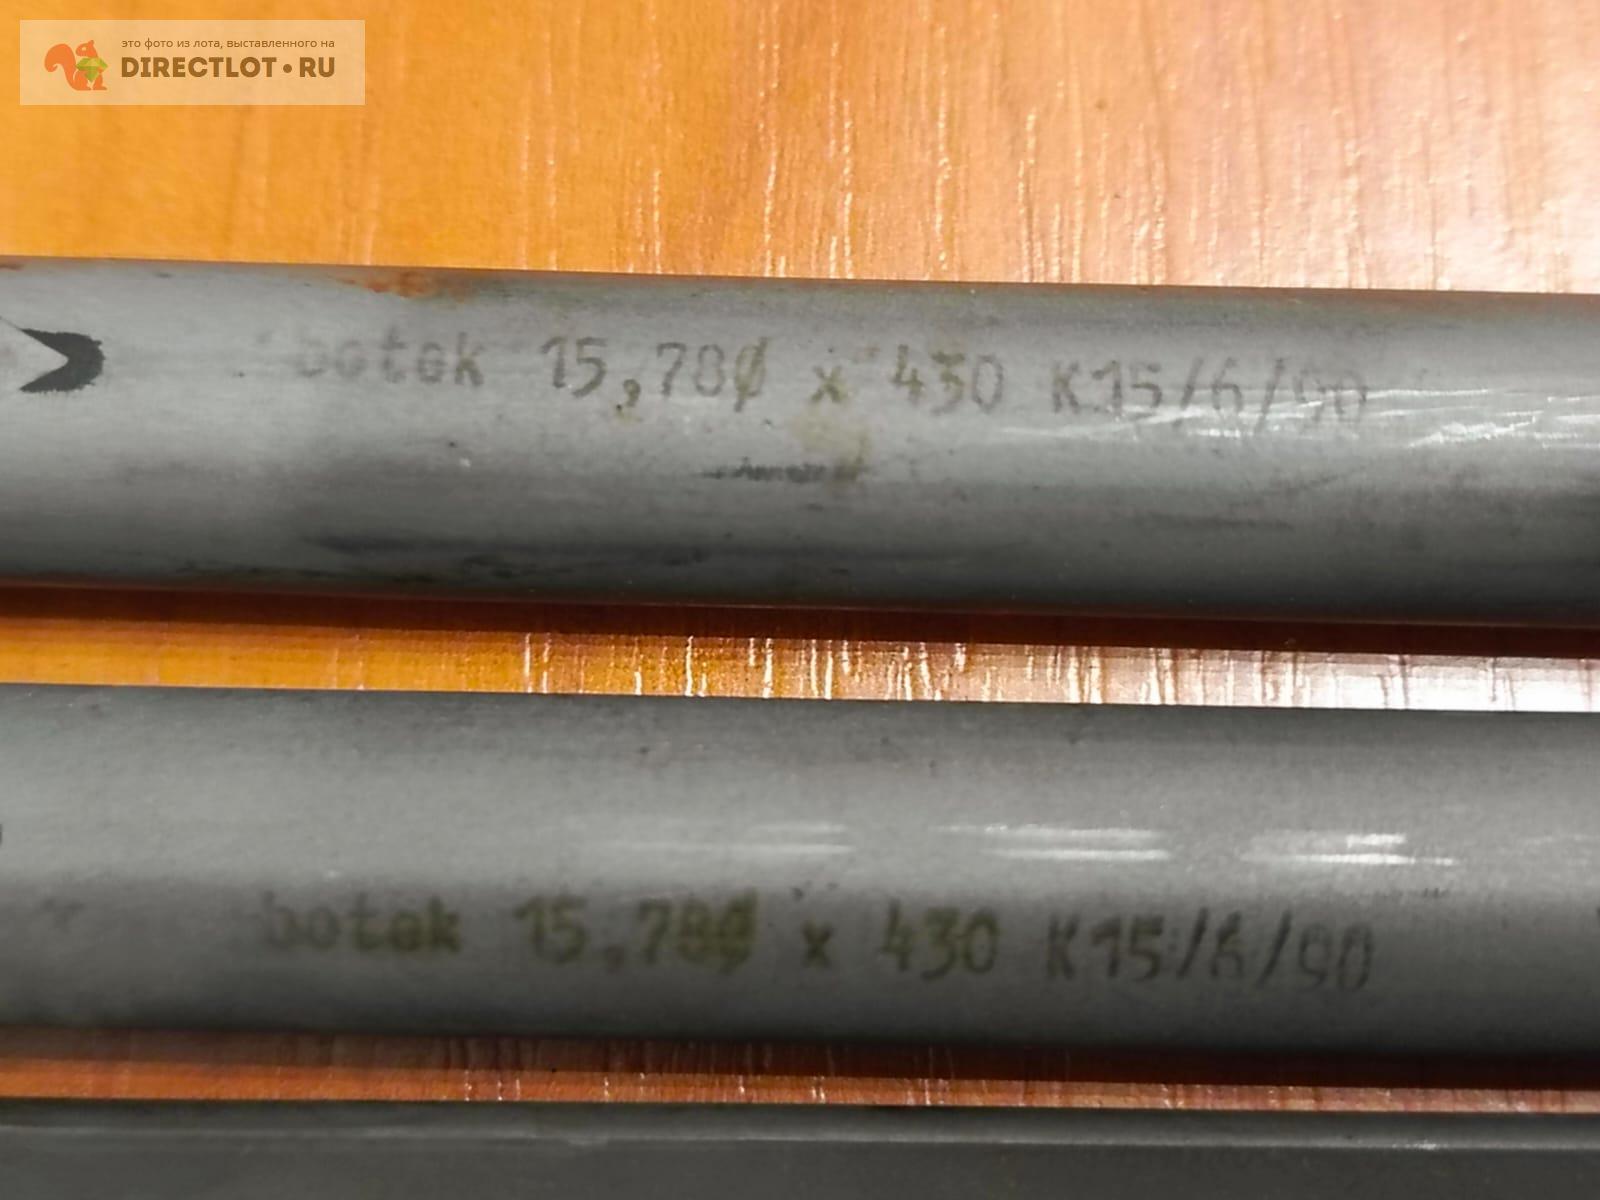 это фото из лота, выставленного на
DIRECTLOT • RU
botek 15,78ø x 430 K15/6/90
botek 15,78ø x 430 K15/6/90